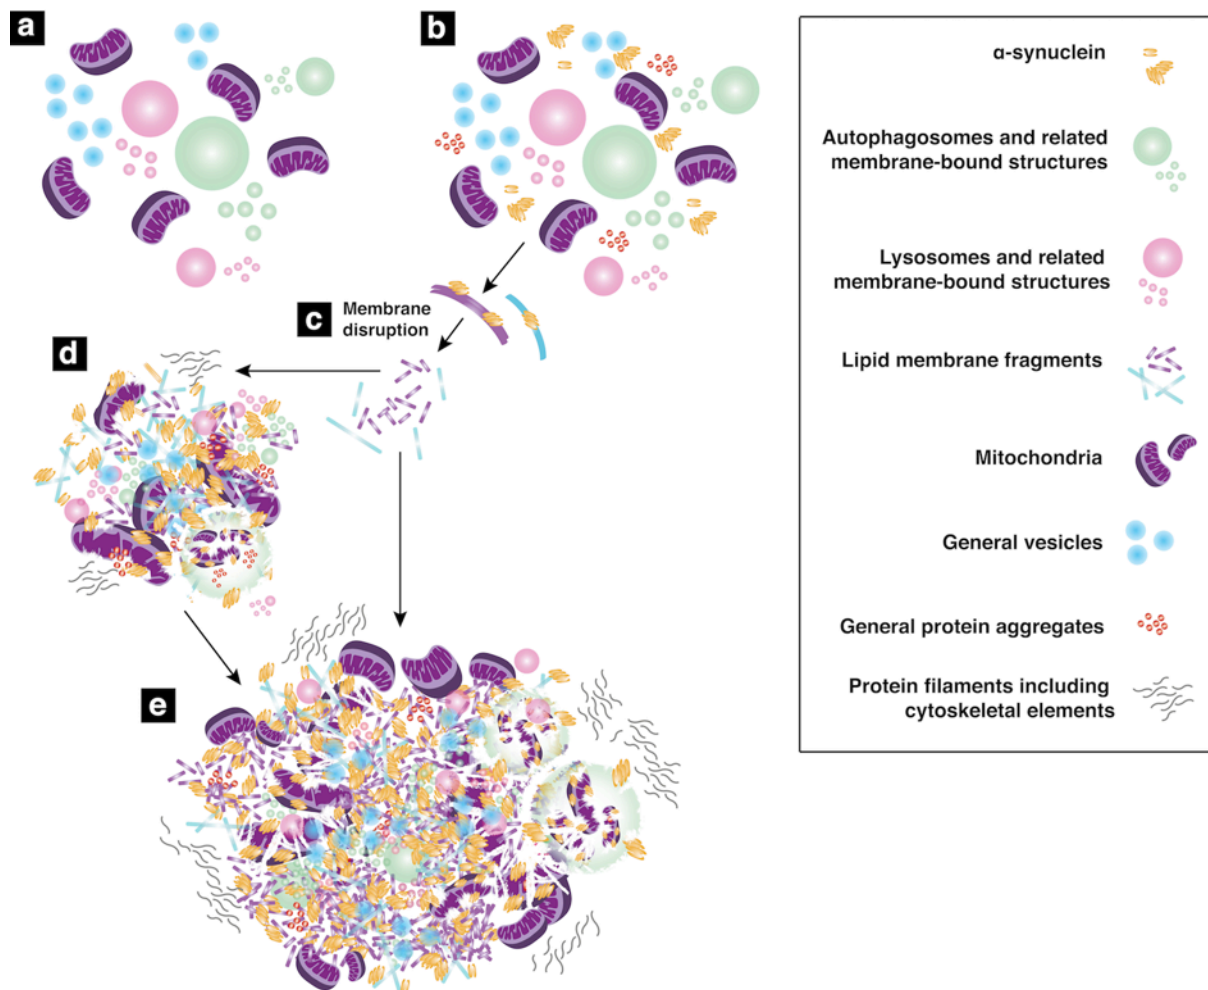 a
b
c
Membrane
disruption
d
e
α-synuclein
Autophagosomes and related
membrane-bound structures
Lysosomes and related
membrane-bound structures
Lipid membrane fragments
Mitochondria
General vesicles
General protein aggregates
Protein filaments including
cytoskeletal elements